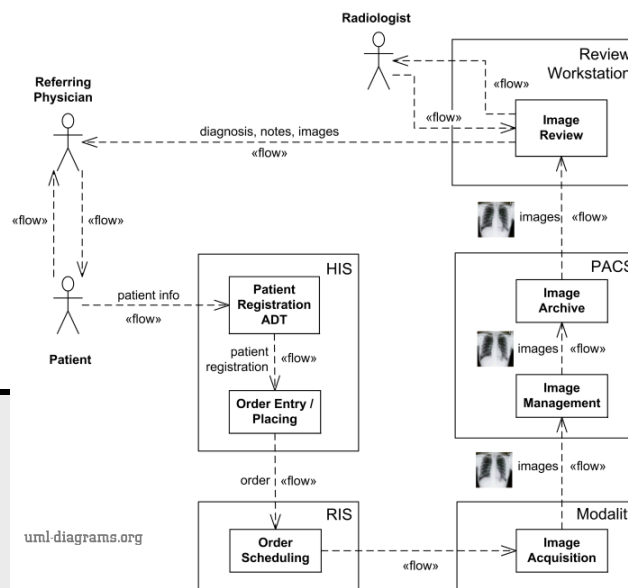 Radiologist
Review
Workstation
Referring
Physician
«flow»
«flow»
Image
Review
diagnosis, notes, images
«flow»
«flow»
«flow»
images «flow»
HIS
PACS
Patient
Registration
ADT
patient info
«flow»
Image
Archive
Patient
patient
registration
«flow»
images «flow»
Order Entry /
Placing
Image
Management
order «flow»
images «flow»
RIS
Modalit
uml-diagrams.org
Order
Scheduling
«flow»
Image
Acquisition